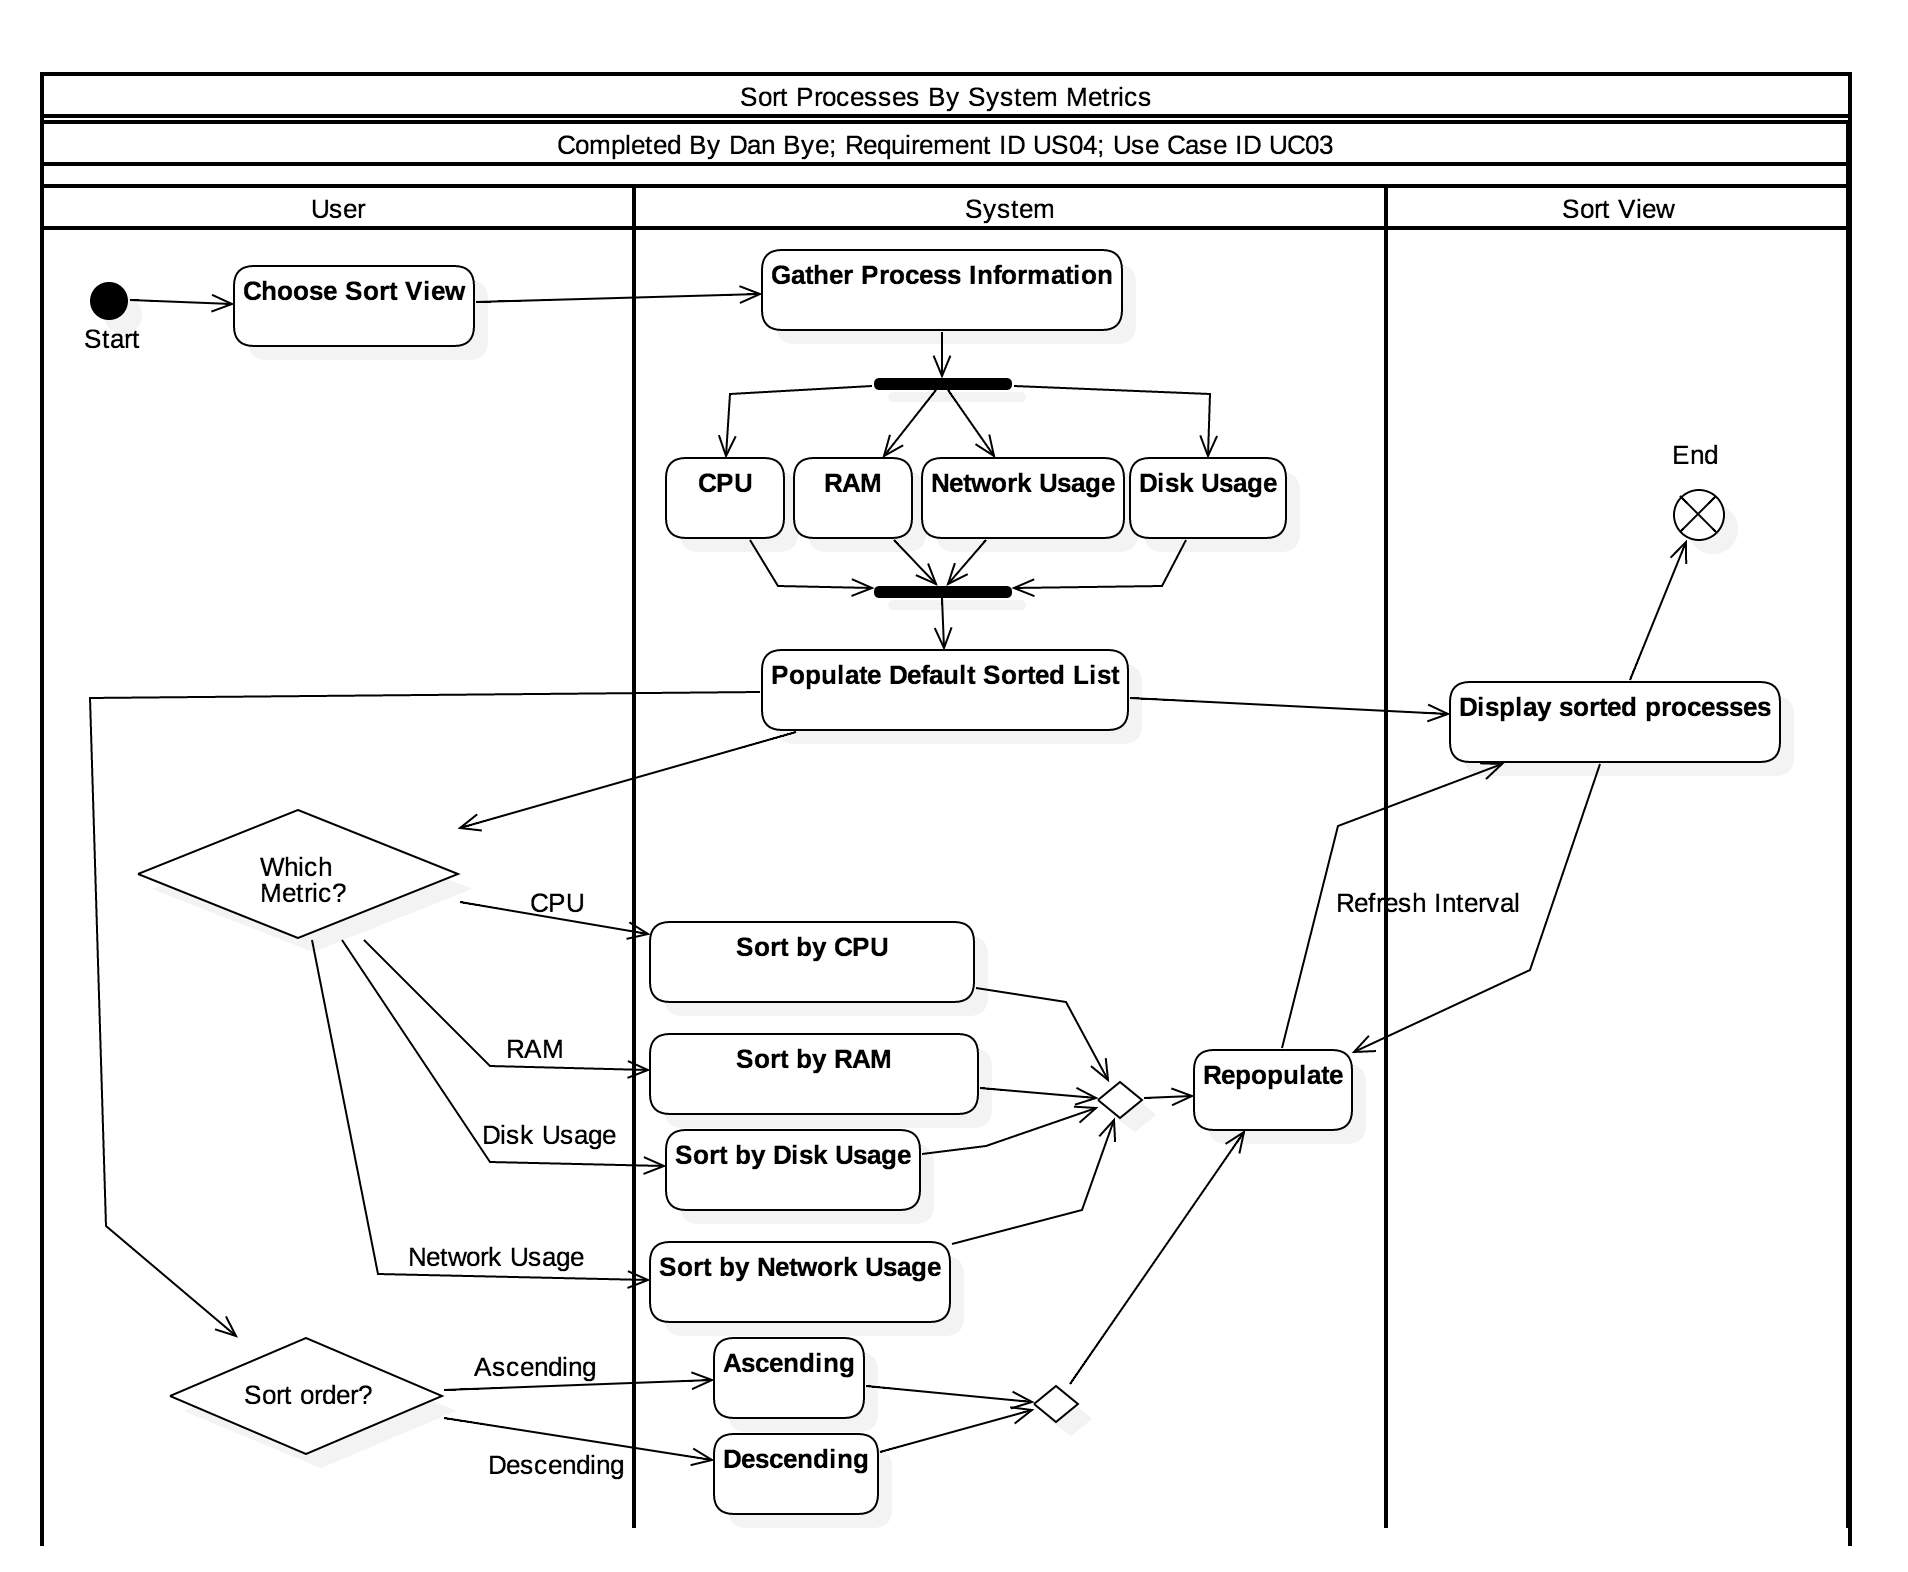 Sort Processes By System Metrics
Completed By Dan Bye; Requirement ID US04; Use Case ID UC03
User
System
Sort View
Start
Choose Sort View
Gather Process Information
CPU
RAM
Network Usage
Disk Usage
End
Populate Default Sorted List
Display sorted processes
Which
Metric?
CPU
Refresh Interval
Sort by CPU
RAM
Sort by RAM
Repopulate
Disk Usage
Sort by Disk Usage
Network Usage
Sort by Network Usage
Sort order?
Ascending
Ascending
Descending
Descending